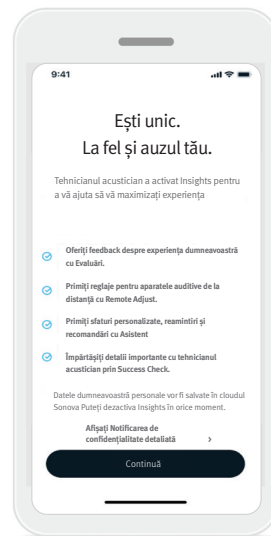 9:41
Ești unic.
La fel și auzul tău.
Tehnicianul acustician a activat Insights pentru
a vă ajuta să vă maximizați experiența
Oferiți feedback despre experiența dumneavoastră
cu Evaluări.
Primiți reglaje pentru aparatele auditive de la
distanță cu Remote Adjust.
Primiți sfaturi personalizate, reamintiri și
recomandări cu Asistent
Împărtășiți detalii importante cu tehnicianul
acustician prin Success Check.
Datele dumneavoastră personale vor fi salvate în cloudul
Sonova Puteți dezactiva Insights în orice moment.
Afișați Notificarea de
confidențialitate detaliată
Continuă